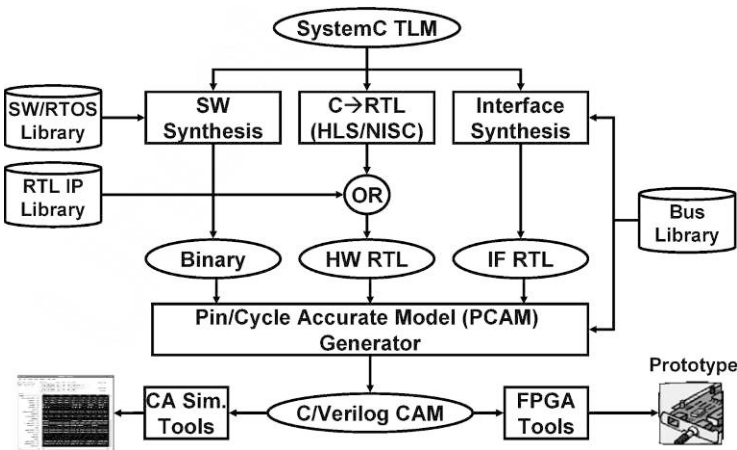 SystemC TLM
SW/RTOS
Library
SW
Synthesis
C→RTL
(HLS/NISC)
Interface
Synthesis
RTL IP
Library
OR
Bus
Library
Binary
HW RTL
IF RTL
Pin/Cycle Accurate Model (PCAM)
Generator
Prototype
CA Sim.
Tools
C/Verilog CAM
FPGA
Tools